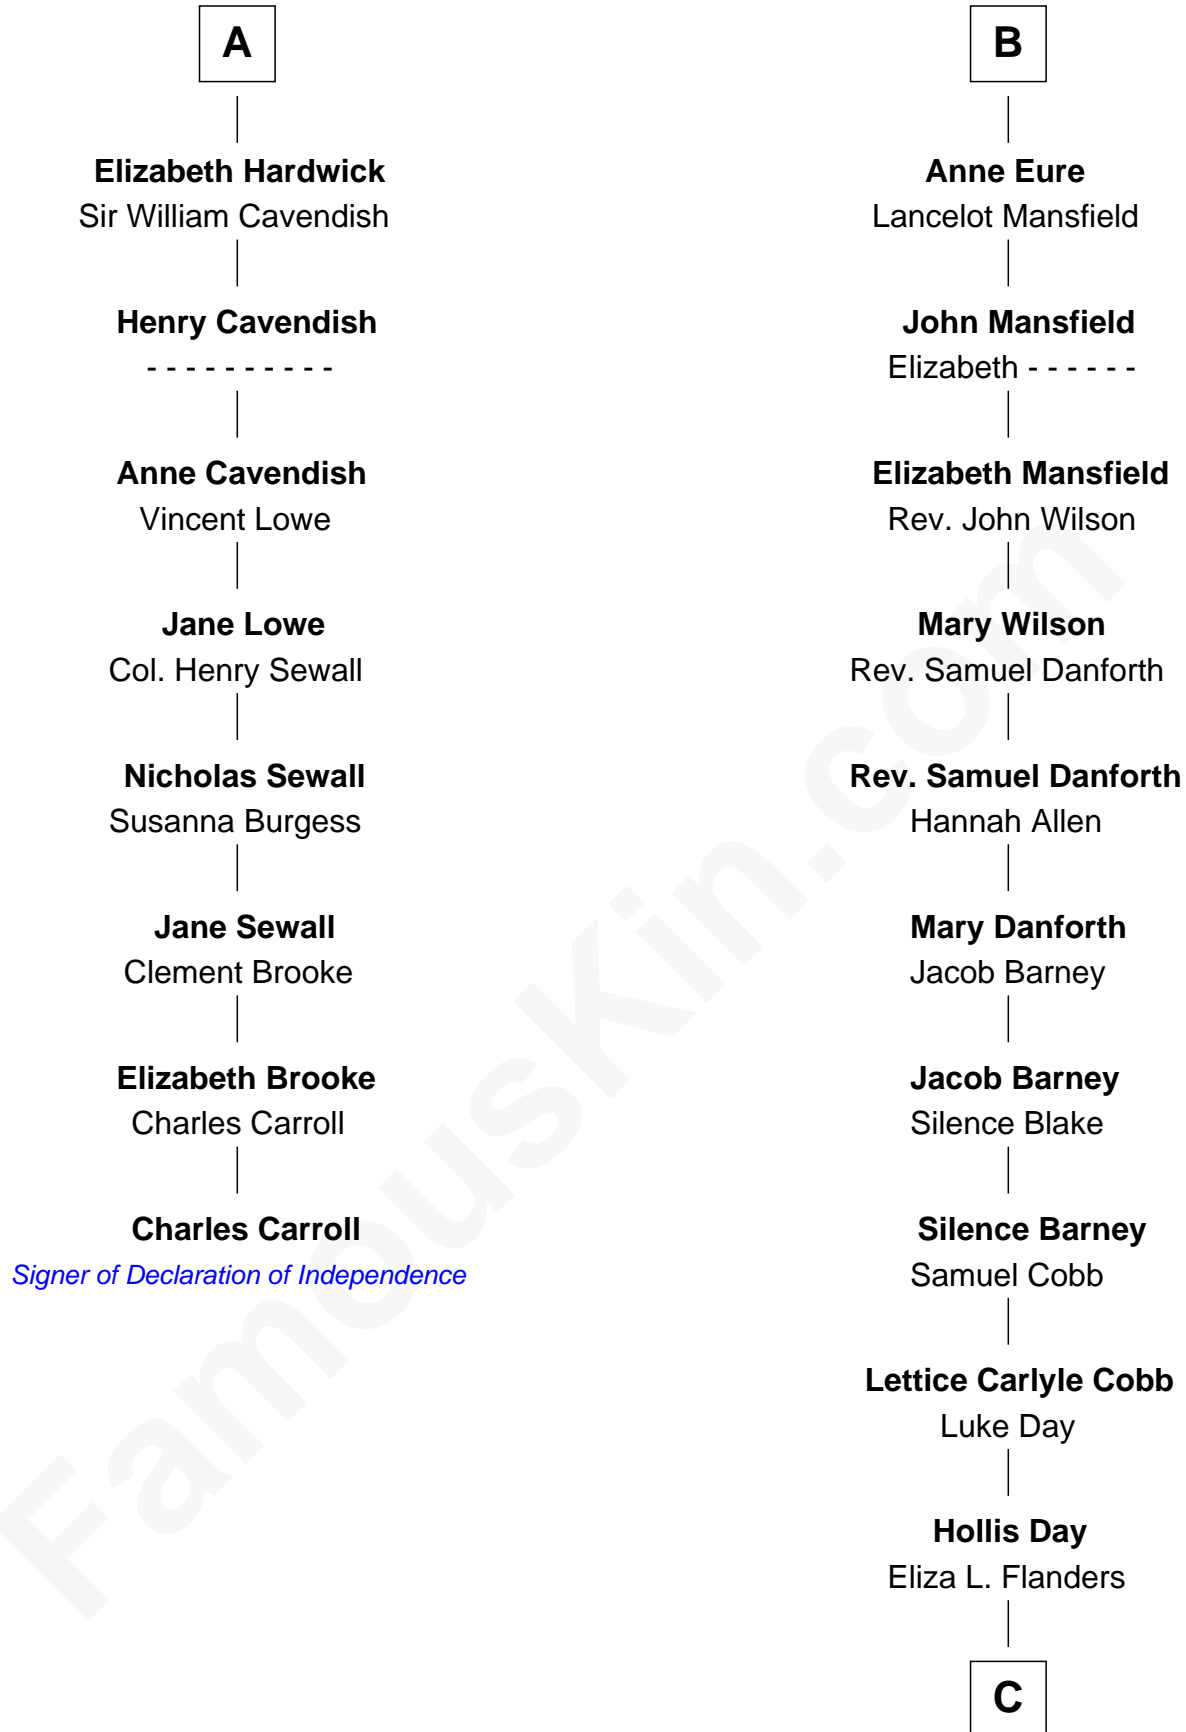 A
Elizabeth Hardwick
Sir William Cavendish
Henry Cavendish
- - - - - - - - - -
Anne Cavendish
Vincent Lowe
Jane Lowe
Col. Henry Sewall
Nicholas Sewall
Susanna Burgess
Jane Sewall
Clement Brooke
Elizabeth Brooke
Charles Carroll
Charles Carroll
Signer of Declaration of Independence
B
Anne Eure
Lancelot Mansfield
John Mansfield
Elizabeth - - - - - -
Elizabeth Mansfield
Rev. John Wilson
Mary Wilson
Rev. Samuel Danforth
Rev. Samuel Danforth
Hannah Allen
Mary Danforth
Jacob Barney
Jacob Barney
Silence Blake
Silence Barney
Samuel Cobb
Lettice Carlyle Cobb
Luke Day
Hollis Day
Eliza L. Flanders
C
FamousKin.com